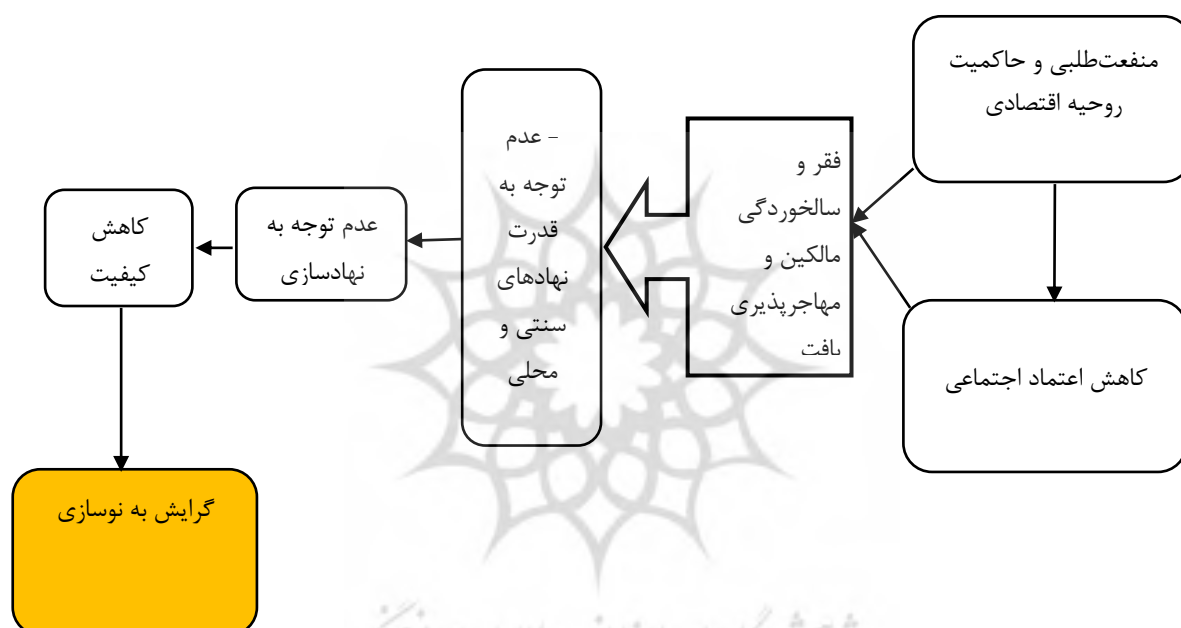 منفعت‌طلبی و حاکمیت
روحیه اقتصادی
کاهش اعتماد اجتماعی
فقر و
سالخوردگی
مالکین و
مهاجرپذیری
بافت
- عدم
توجه به
قدرت
نهادهای
سنتی و
محلی
عدم توجه به
نهادسازی
کاهش
کیفیت
گرایش به نوسازی